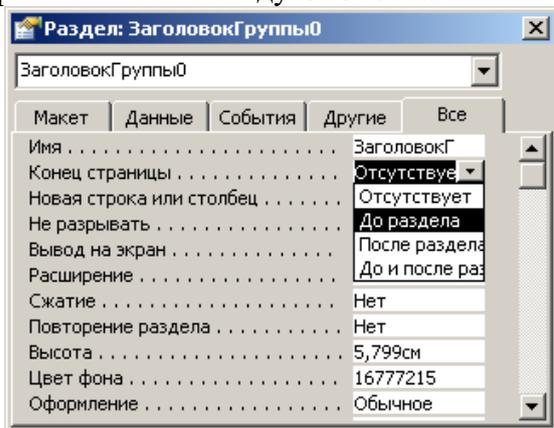 Раздел: ЗаголовокГруппы0
ЗаголовокГруппы0
Макет Данные События Другие Все
Имя . . . . . . . . . . . . . . . . . . . . . . . . ЗаголовокГ
Конец страницы . . . . . . . . . . . . . . Отсутствуе
Новая строка или столбец . . . . . . . Отсутствует
Не разрывать . . . . . . . . . . . . . . . . До раздела
Вывод на экран . . . . . . . . . . . . . . . После раздела
Расширение . . . . . . . . . . . . . . . . . До и после раз
Сжатие . . . . . . . . . . . . . . . . . . . . . Нет
Повторение раздела . . . . . . . . . . . Нет
Высота . . . . . . . . . . . . . . . . . . . . . 5,799см
Цвет фона . . . . . . . . . . . . . . . . . . 16777215
Оформление . . . . . . . . . . . . . . . . . Обычное